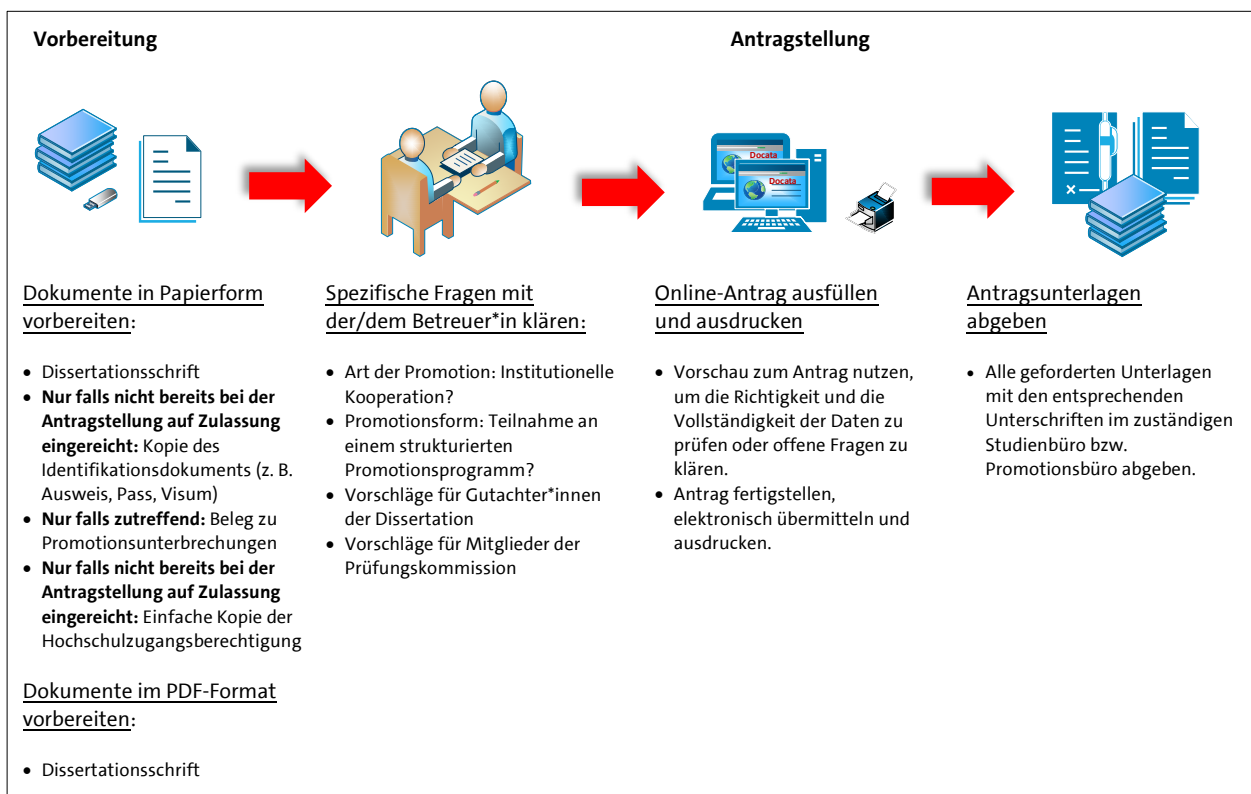 Vorbereitung
Antragstellung
Docata
Docata
Dokumente in Papierform
vorbereiten:
• Dissertationsschrift
• Nur falls nicht bereits bei der
Antragstellung auf Zulassung
eingereicht: Kopie des
Identifikationsdokuments (z. B.
Ausweis, Pass, Visum)
• Nur falls zutreffend: Beleg zu
Promotionsunterbrechungen
• Nur falls nicht bereits bei der
Antragstellung auf Zulassung
eingereicht: Einfache Kopie der
Hochschulzugangsberechtigung
Dokumente im PDF-Format
vorbereiten:
• Dissertationsschrift
Spezifische Fragen mit
der/dem Betreuer*in klären:
• Art der Promotion: Institutionelle
Kooperation?
• Promotionsform: Teilnahme an
einem strukturierten
Promotionsprogramm?
• Vorschläge für Gutachter*innen
der Dissertation
• Vorschläge für Mitglieder der
Prüfungskommission
Online-Antrag ausfüllen
und ausdrucken
• Vorschau zum Antrag nutzen,
um die Richtigkeit und die
Vollständigkeit der Daten zu
prüfen oder offene Fragen zu
klären.
• Antrag fertigstellen,
elektronisch übermitteln und
ausdrucken.
Antragsunterlagen
abgeben
• Alle geforderten Unterlagen
mit den entsprechenden
Unterschriften im zuständigen
Studienbüro bzw.
Promotionsbüro abgeben.